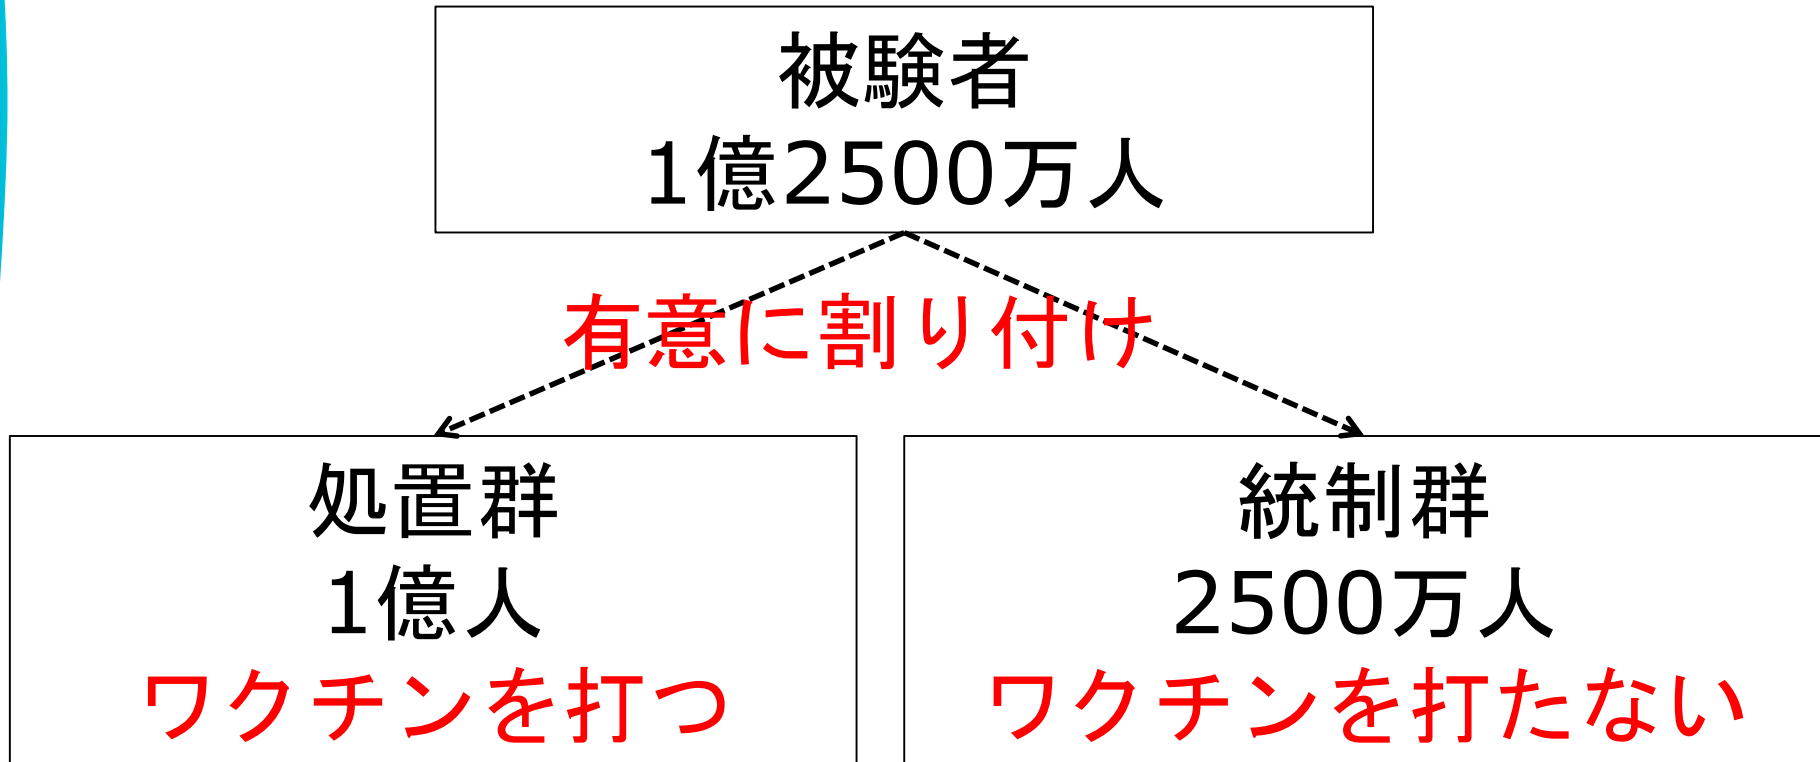 被験者
1億2500万人
有意に割り付け
処置群
1億人
ワクチンを打つ
統制群
2500万人
ワクチンを打たない